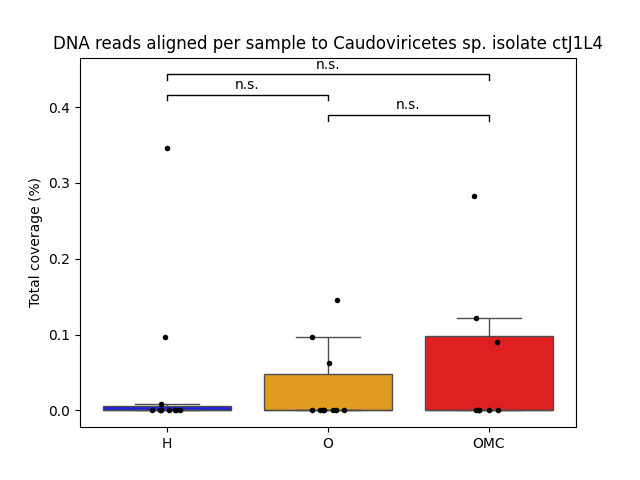 DNA reads aligned per sample to Caudoviricetes sp. isolate ctJ1L4
n.s.
n.s.
n.s.
Total coverage (%)
0.4
0.3
0.2
0.1
0.0
H
O
OMC